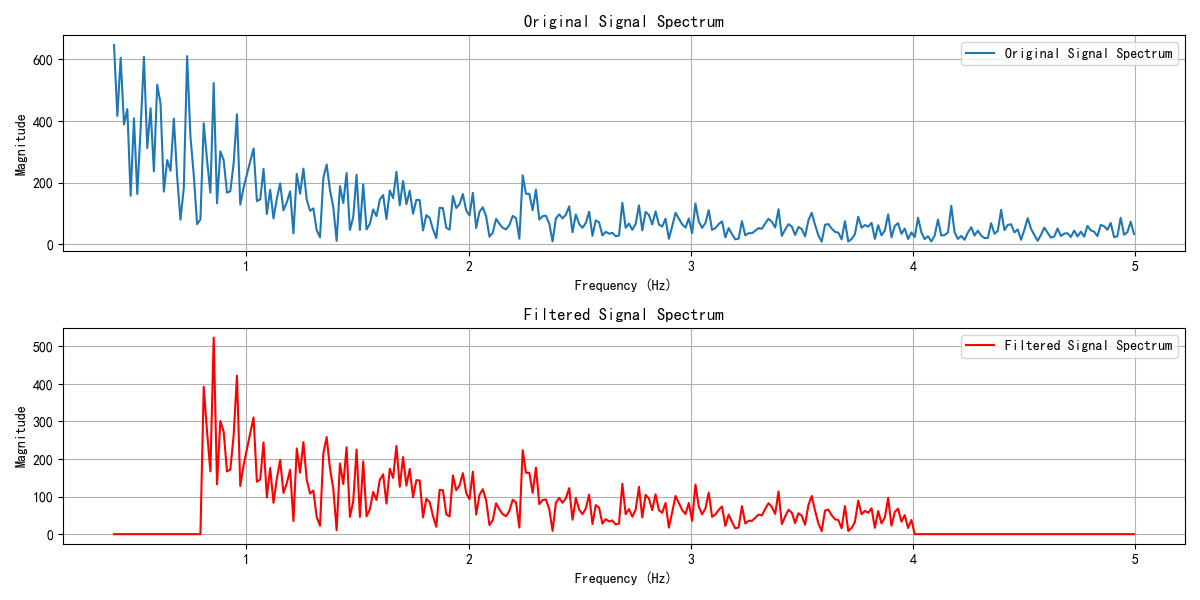 Original Signal Spectrum
Original Signal Spectrum
Magnitude
600
400
200
0
1 2 3 4 5
Frequency (Hz)
Filtered Signal Spectrum
Filtered Signal Spectrum
Magnitude
500
400
300
200
100
0
1 2 3 4 5
Frequency (Hz)